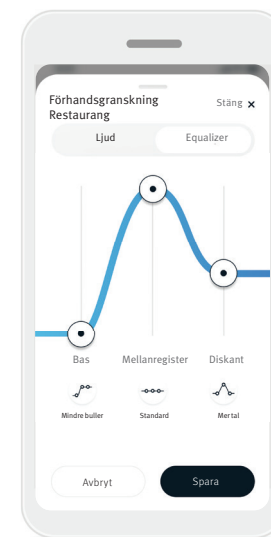 Förhandsgranskning
Restaurang
Stäng ×
Ljud
Equalizer
Bas
Mellanregister
Diskant
Mindre buller
Standard
Mer tal
Avbryt
Spara